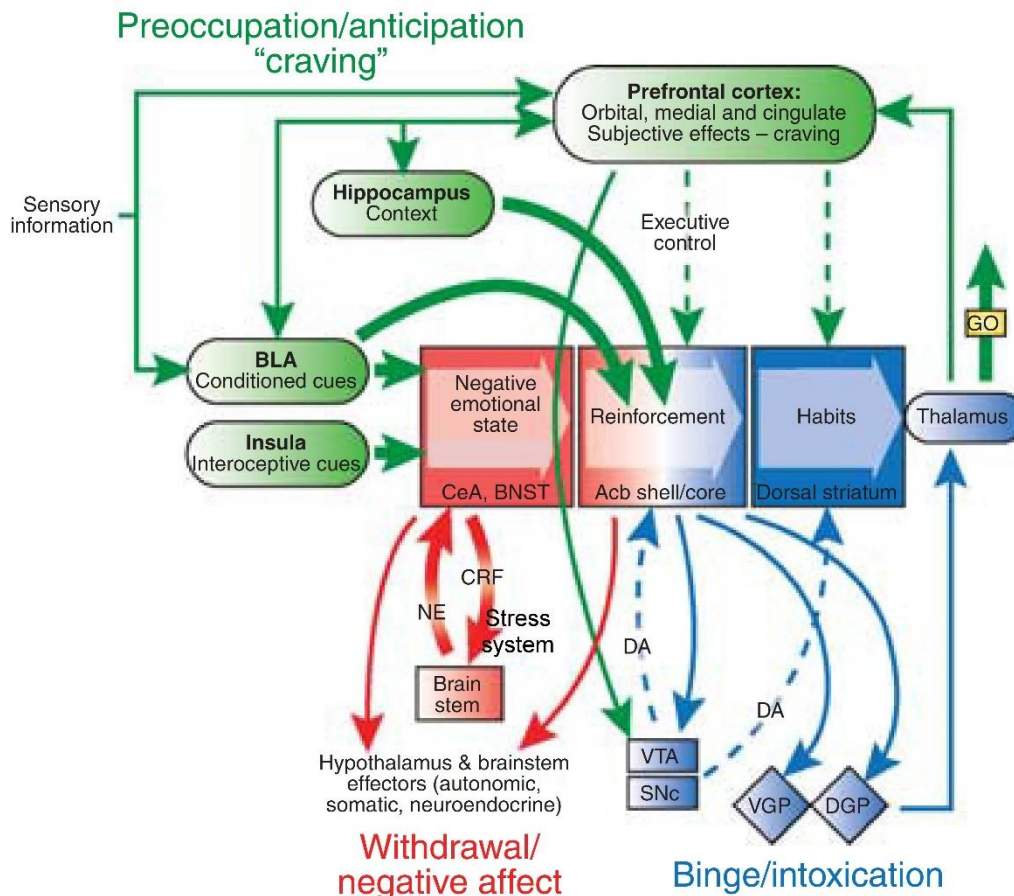 Preoccupation/anticipation
“craving”
Prefrontal cortex:
Orbital, medial and cingulate
Subjective effects – craving
Hippocampus
Context
Sensory
information
Executive
control
GO
BLA
Conditioned cues
Insula
Interoceptive cues
Negative
emotional
state
CeA, BNST
Reinforcement
Acb shell/core
Habits
Dorsal striatum
Thalamus
NE
CRF
Stress
system
Brain
stem
DA
DA
VTA
SNc
VGP
DGP
Hypothalamus & brainstem
effectors (autonomic,
somatic, neuroendocrine)
Withdrawal/
negative affect
Binge/intoxication